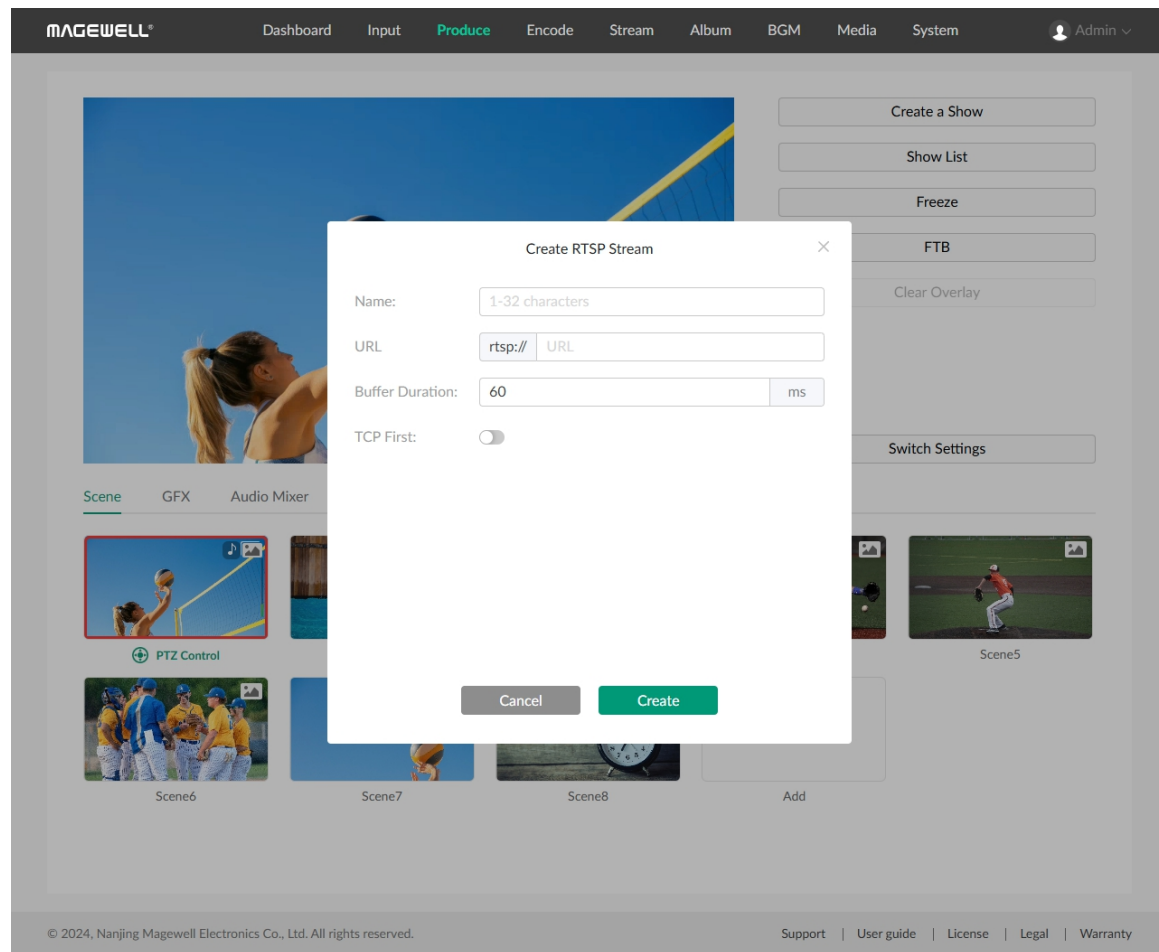 MAGEWELL®
Dashboard Input Produce Encode Stream Album BGM Media System Admin
Create a Show
Show List
Freeze
FTB
Clear Overlay
Switch Settings
Create RTSP Stream
Name: 1-32 characters
URL rtsp:// URL
Buffer Duration: 60 ms
TCP First:
Cancel Create
Scene GFX Audio Mixer
PTZ Control
Scene5
Scene6 Scene7 Scene8 Add
© 2024, Nanjing Magewell Electronics Co., Ltd. All rights reserved.
Support | User guide | License | Legal | Warranty